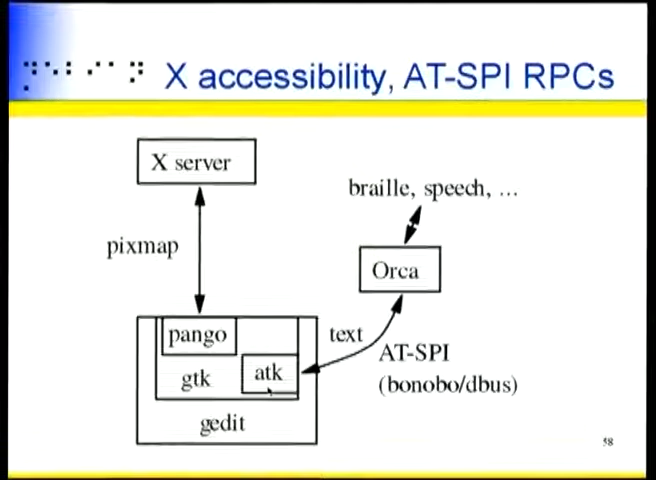 X accessibility, AT-SPI RPCs
X server
braille, speech, ...
pixmap
Orca
pango
text
AT-SPI
gtk
atk
(bonobo/dbus)
gedit
58